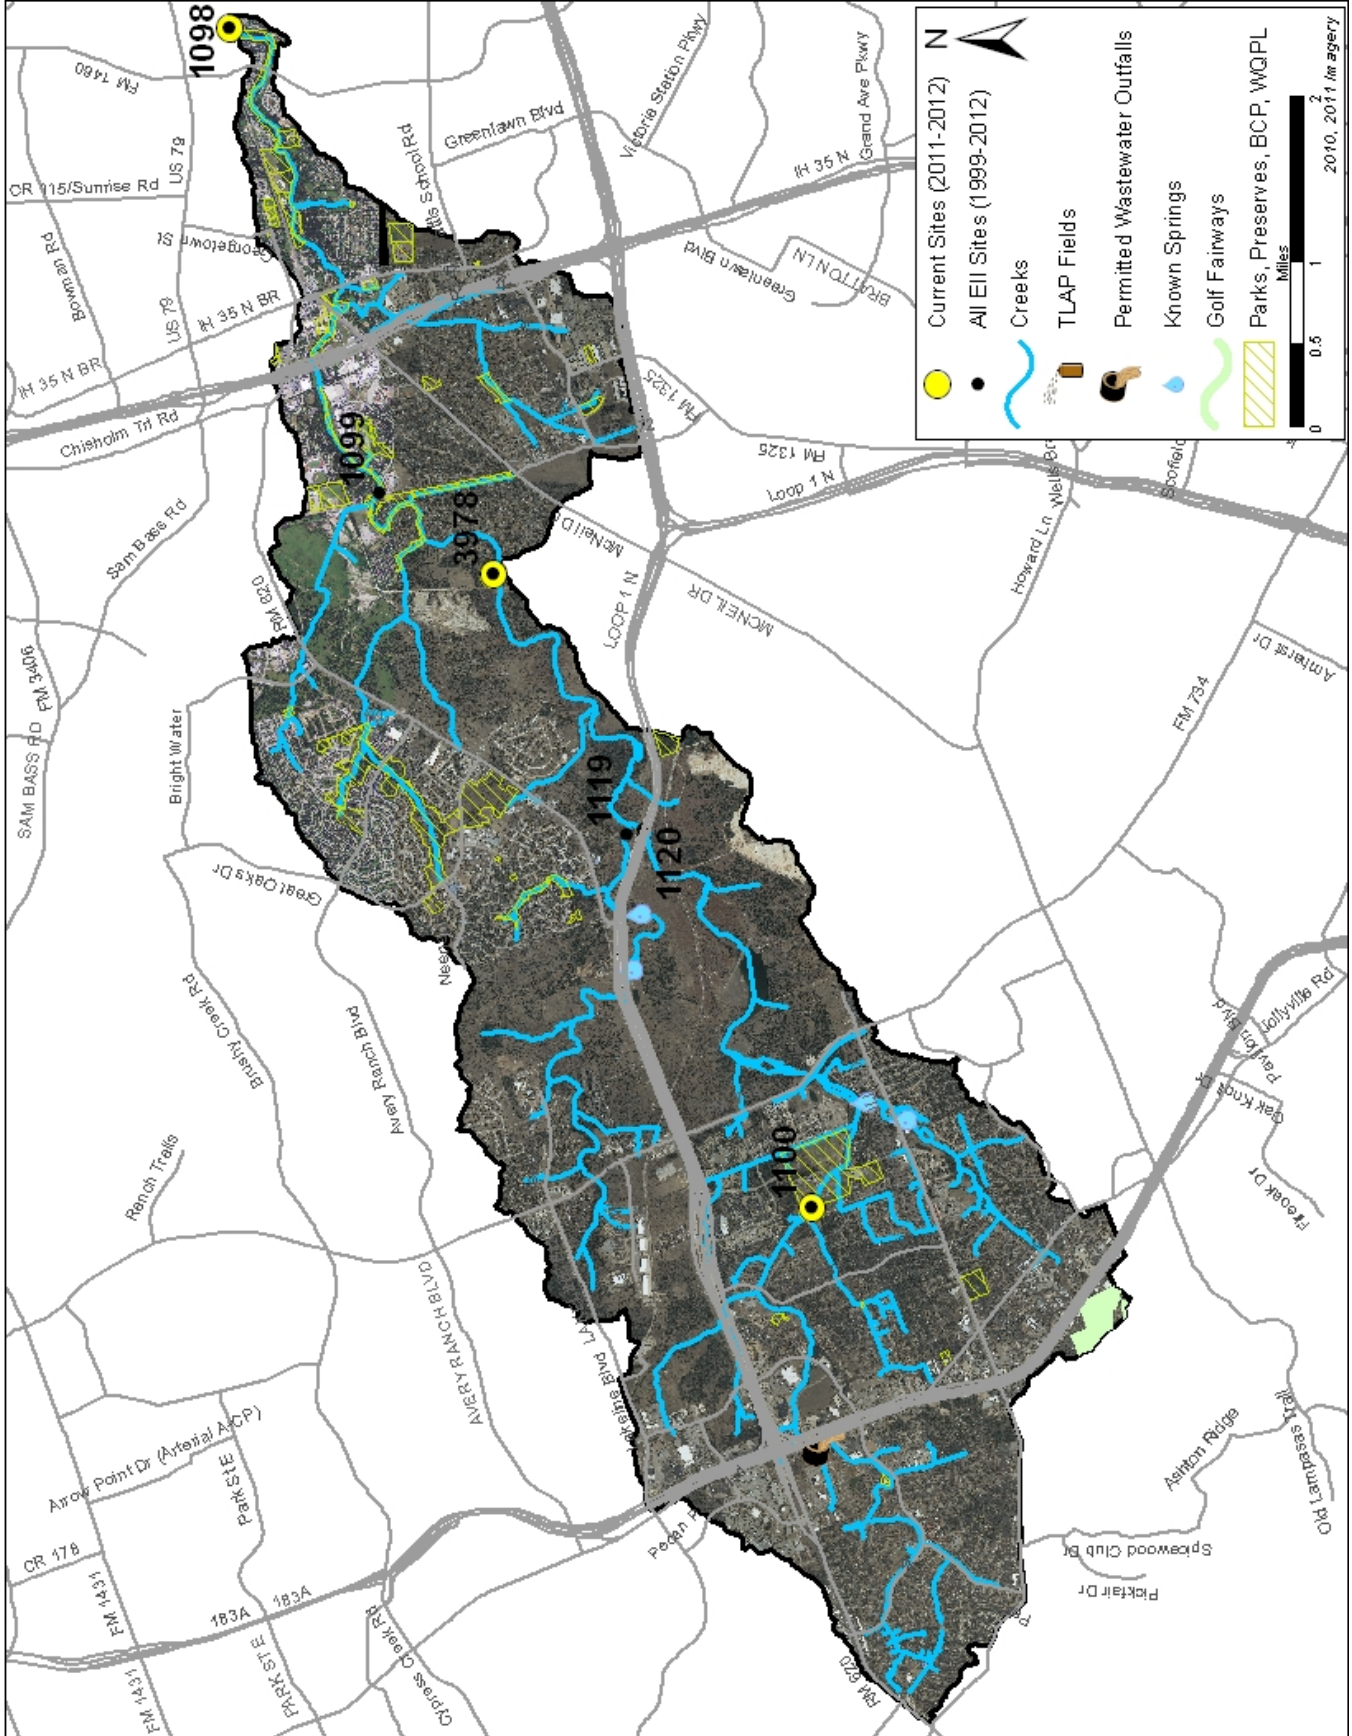 1098
FM 1460
US 79
CR 115/Sunrise Rd
Georgetown St
Bowman Rd
US 79
IH 35 N BR
IH 35 N BR
Chisholm Trl Rd
Sam Bass Rd
SAM BASS RD
FM 3406
RM 620
Bright Water
Great Oaks Dr
Brushy Creek Rd
Avery Ranch Blvd
Ranch Trails
AVERY RANCH BLVD
Arrow Point Dr (Arterial A-CP)
Park St E
CR 178
FM 1431
183A
183A
FM 1431
PARK ST E
Cypress Creek Rd
RM 620
Greenlawn Blvd
Victoria Station Pkwy
Grand Ave Pkwy
IH 35 N
Greenlawn Blvd
BRATTON LN
1099
3978
FM 1325
FM 1325
Loop 1 N
McNeil D
MCNEIL DR
LOOP 1 N
Howard Ln
FM 734
Amherst Dr
1119
1120
1100
Pavilion Blvd
Jollyville Rd
Oak Knoll Dr
Fireoak Dr
Ashton Ridge
Old Lampasas Trail
Spicewood Club Dr
Pickfair Dr
N
Current Sites (2011-2012)
All EII Sites (1999-2012)
Creeks
TLAP Fields
Permitted Wastewater Outfalls
Known Springs
Golf Fairways
Parks, Preserves, BCP, WQPL
0 0.5 1 2
Miles
2010, 2011 Imagery